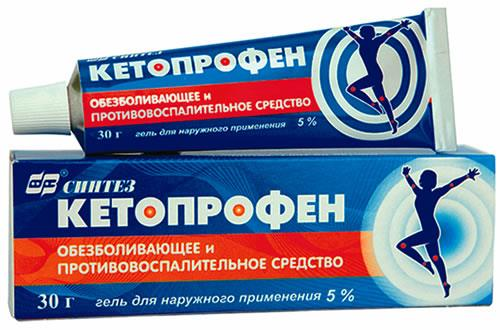 СИНТЕЗ
КЕТОПРОФЕН
ОБЕЗБОЛИВАЮЩЕЕ и
ПРОТИВОВОСПАЛИТЕЛЬНОЕ СРЕДСТВО
30 г гель для наружного применения 5 %
СИНТЕЗ
КЕТОПРОФЕН
ОБЕЗБОЛИВАЮЩЕЕ и
ПРОТИВОВОСПАЛИТЕЛЬНОЕ СРЕДСТВО
30 г гель для наружного применения 5 %